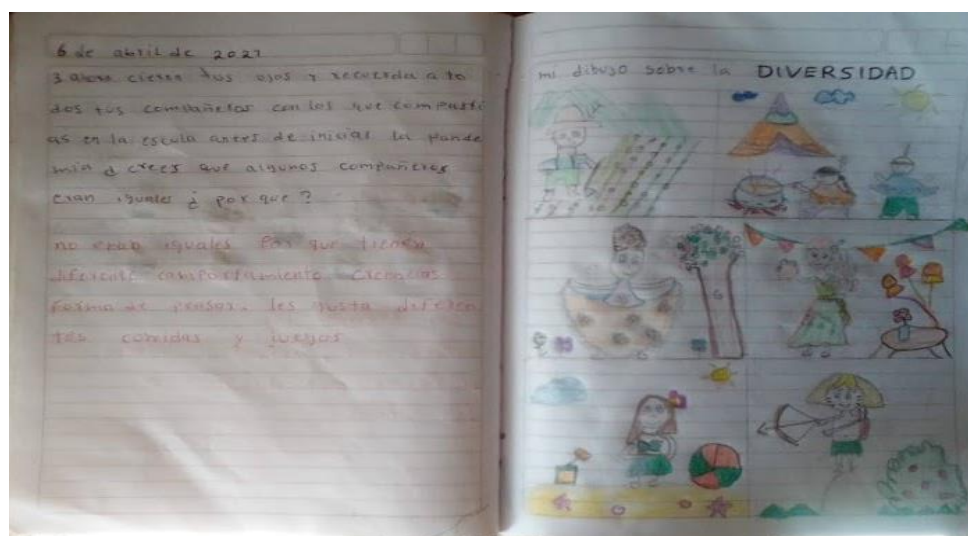 6 de abril de 2021
3 ahora cierra tus ojos y recuerda a to
dos tus compañeros con los que compartí
as en la escula antes de iniciar la pande
mia ¿ crees que algunos compañeros
eran iguales ¿ por que ?
no eran iguales Por que tienen
diferente comportamiento creencias
forma de pensar. les gusta diferen
tes comidas y juegos
mi dibujo sobre la DIVERSIDAD